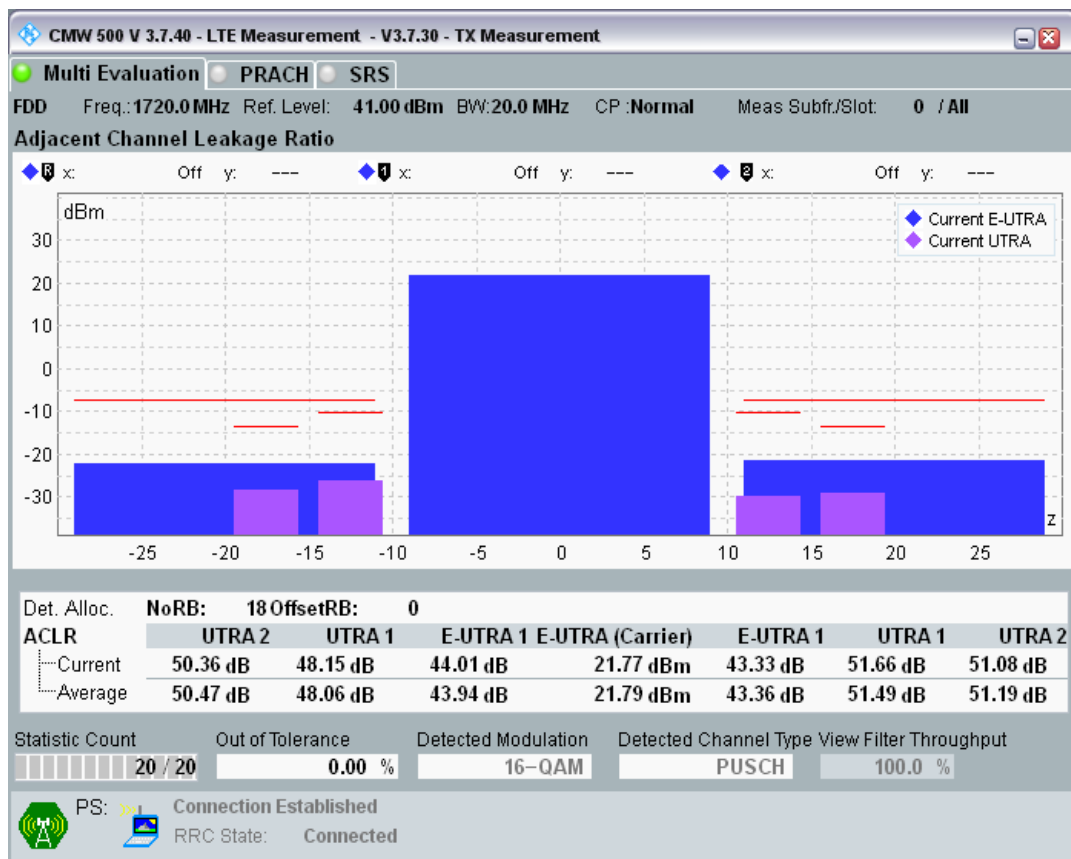 CMW 500 V 3.7.40 - LTE Measurement - V3.7.30 - TX Measurement
Multi Evaluation PRACH SRS
FDD Freq.:1720.0 MHz Ref. Level: 41.00 dBm BW:20.0 MHz CP :Normal Meas Subfr./Slot: 0 / All
Adjacent Channel Leakage Ratio
R x: Off y: --- 1 x: Off y: --- 2 x: Off y: ---
dBm
Current E-UTRA
Current UTRA
30
20
10
0
-10
-20
-30
z
-25 -20 -15 -10 -5 0 5 10 15 20 25
Det. Alloc. NoRB: 18 OffsetRB: 0
ACLR UTRA 2 UTRA 1 E-UTRA 1 E-UTRA (Carrier) E-UTRA 1 UTRA 1 UTRA 2
Current 50.36 dB 48.15 dB 44.01 dB 21.77 dBm 43.33 dB 51.66 dB 51.08 dB
Average 50.47 dB 48.06 dB 43.94 dB 21.79 dBm 43.36 dB 51.49 dB 51.19 dB
Statistic Count Out of Tolerance Detected Modulation Detected Channel Type View Filter Throughput
20 / 20 0.00 % 16-QAM PUSCH 100.0 %
PS: Connection Established
RRC State: Connected